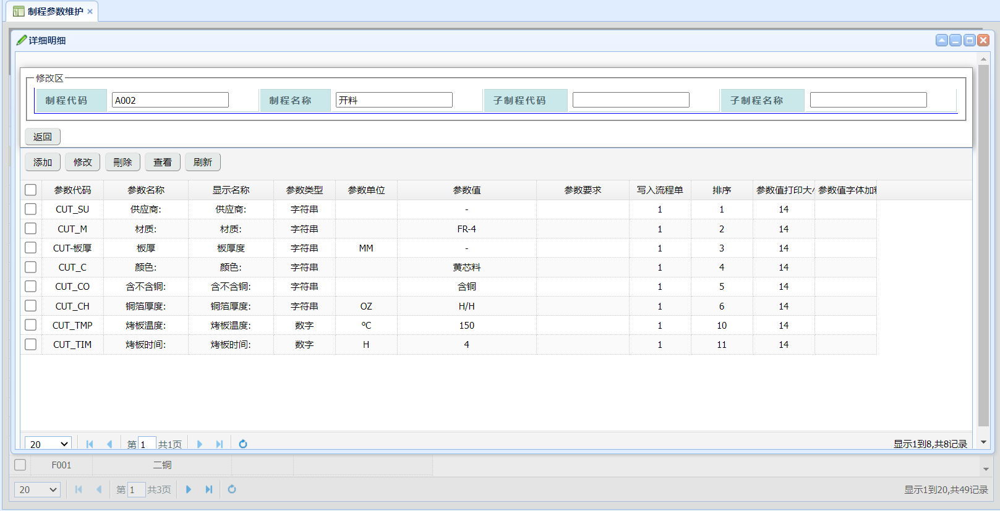 制程参数维护
详细明细
修改区
制程代码 A002 制程名称 开料 子制程代码 子制程名称
返回
添加 修改 刪除 查看 刷新
参数代码 参数名称 显示名称 参数类型 参数单位 参数值 参数要求 写入流程单 排序 参数值打印大 参数值字体加
CUT_SU 供应商: 供应商: 字符串 - 1 1 14
CUT_M 材质: 材质: 字符串 FR-4 1 2 14
CUT-板厚 板厚 板厚度 字符串 MM - 1 3 14
CUT_C 颜色: 颜色: 字符串 黄芯料 1 4 14
CUT_CO 含不含铜: 含不含铜: 字符串 含铜 1 5 14
CUT_CH 铜箔厚度: 铜箔厚度: 字符串 OZ H/H 1 6 14
CUT_TMP 烤板温度: 烤板温度: 数字 ℃ 150 1 10 14
CUT_TIM 烤板时间: 烤板时间: 数字 H 4 1 11 14
20 第 1 共1页 显示1到8,共8记录
F001 二铜
20 第 1 共3页 显示1到20,共49记录